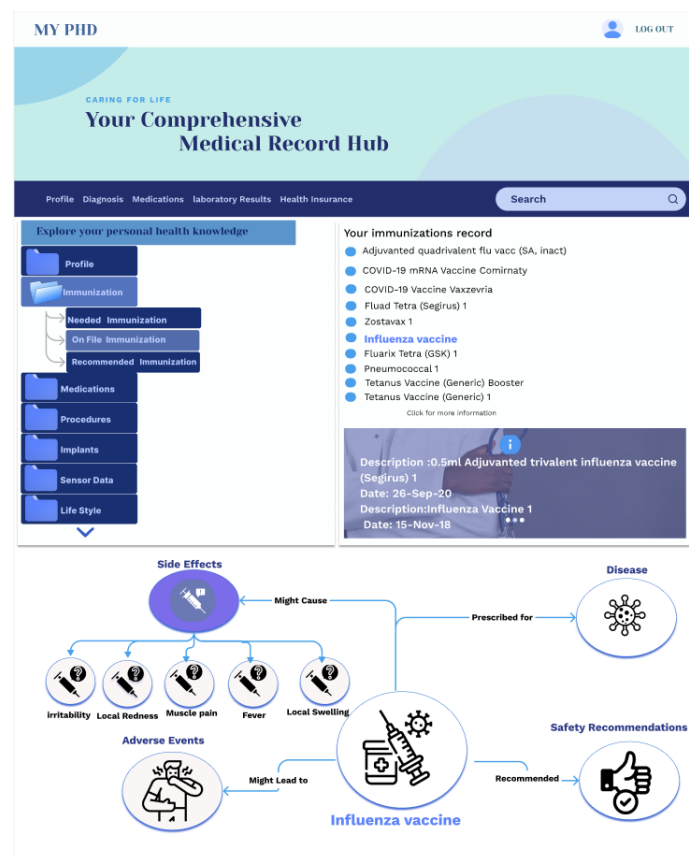 MY PHD
LOG OUT
CARING FOR LIFE
Your Comprehensive
Medical Record Hub
Profile Diagnosis Medications laboratory Results Health Insurance
Search
Explore your personal health knowledge
Profile
Immunization
Needed Immunization
On File Immunization
Recommended Immunization
Medications
Procedures
Implants
Sensor Data
Life Style
Your immunizations record
Adjuvanted quadrivalent flu vacc (SA, inact)
COVID-19 mRNA Vaccine Comirnaty
COVID-19 Vaccine Vaxzevria
Fluad Tetra (Segirus) 1
Zostavax 1
Influenza vaccine
Fluarix Tetra (GSK) 1
Pneumococcal 1
Tetanus Vaccine (Generic) Booster
Tetanus Vaccine (Generic) 1
Click for more information
i
Description :0.5ml Adjuvanted trivalent influenza vaccine
(Segirus) 1
Date: 26-Sep-20
Description:Influenza Vaccine 1
Date: 15-Nov-18
Side Effects
Might Cause
Disease
Prescribed for
irritability
Local Redness
Muscle pain
Fever
Local Swelling
Adverse Events
Might Lead to
Safety Recommendations
Recommended
Influenza vaccine